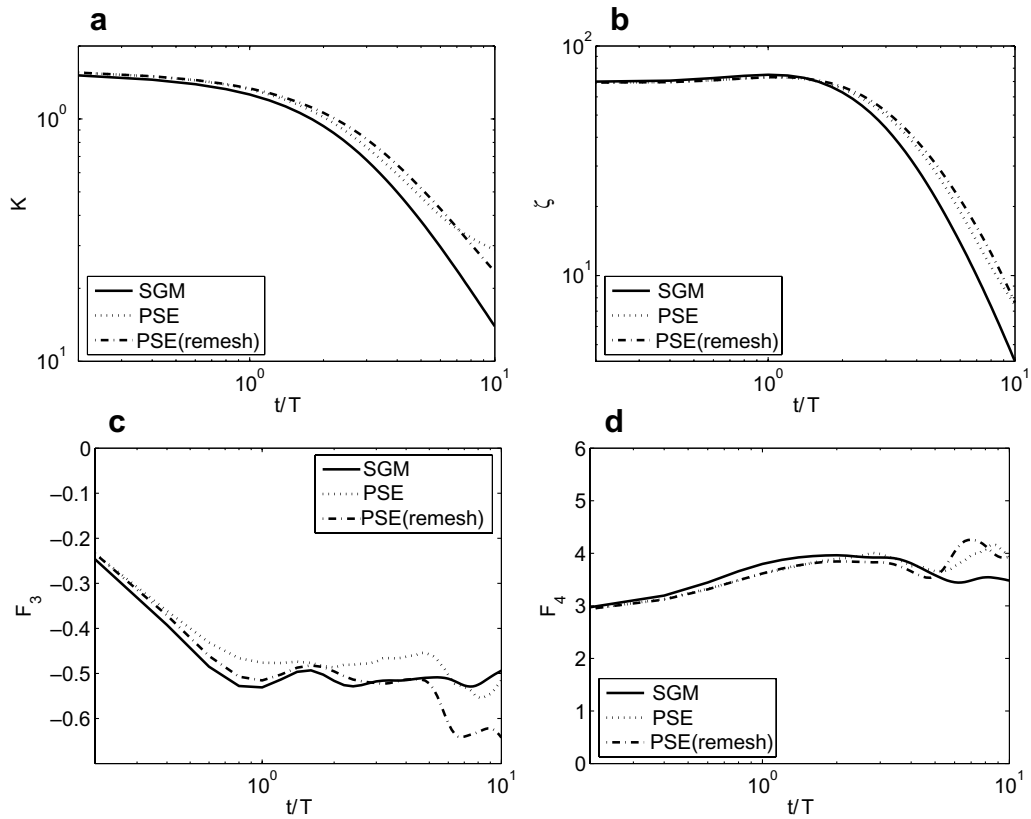 a
10^0
10^1
K
SGM
PSE
PSE(remesh)
10^0
10^1
t/T
b
10^2
10^1
ζ
SGM
PSE
PSE(remesh)
10^0
10^1
t/T
c
0
–0.1
–0.2
–0.3
–0.4
–0.5
–0.6
F_3
SGM
PSE
PSE(remesh)
10^0
10^1
t/T
d
6
5
4
3
2
1
0
F_4
SGM
PSE
PSE(remesh)
10^0
10^1
t/T